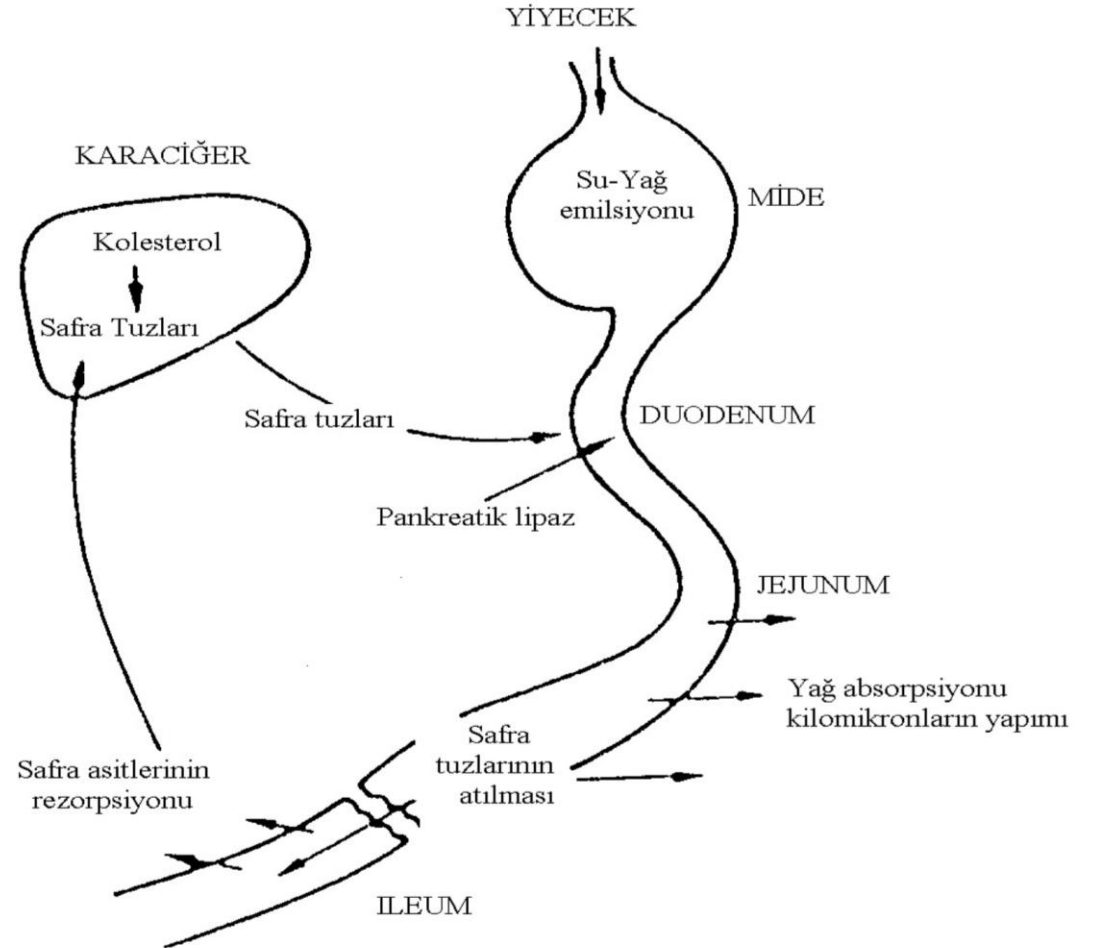 YİYECEK
KARACİĞER
Kolesterol
Safra Tuzları
Su-Yağ
emilsiyonu
MİDE
Safra tuzları
DUODENUM
Pankreatik lipaz
JEJUNUM
Yağ absorpsiyonu
kilomikronların yapımı
Safra
tuzlarının
atılması
Safra asitlerinin
rezorpsiyonu
ILEUM